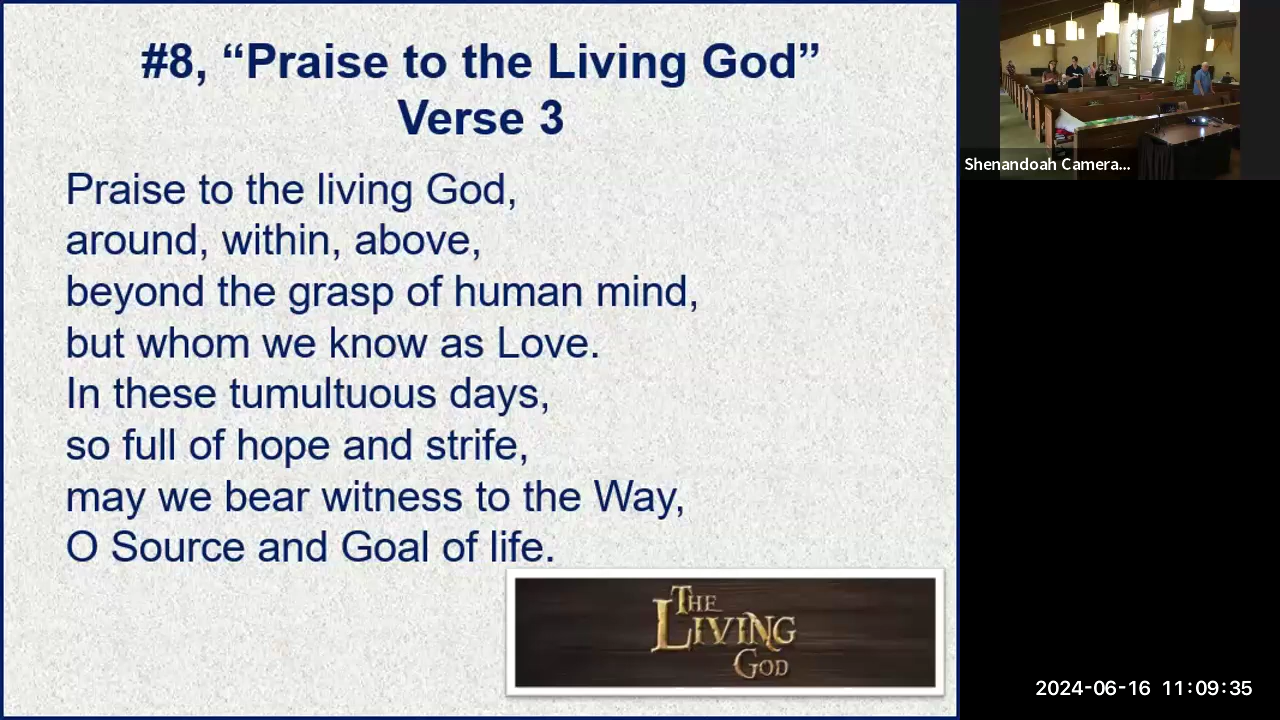 #8, “Praise to the Living God”
Verse 3
Praise to the living God,
around, within, above,
beyond the grasp of human mind,
but whom we know as Love.
In these tumultuous days,
so full of hope and strife,
may we bear witness to the Way,
O Source and Goal of life.
THE
LIVING
GOD
Shenandoah Camera...
2024-06-16 11:09:35